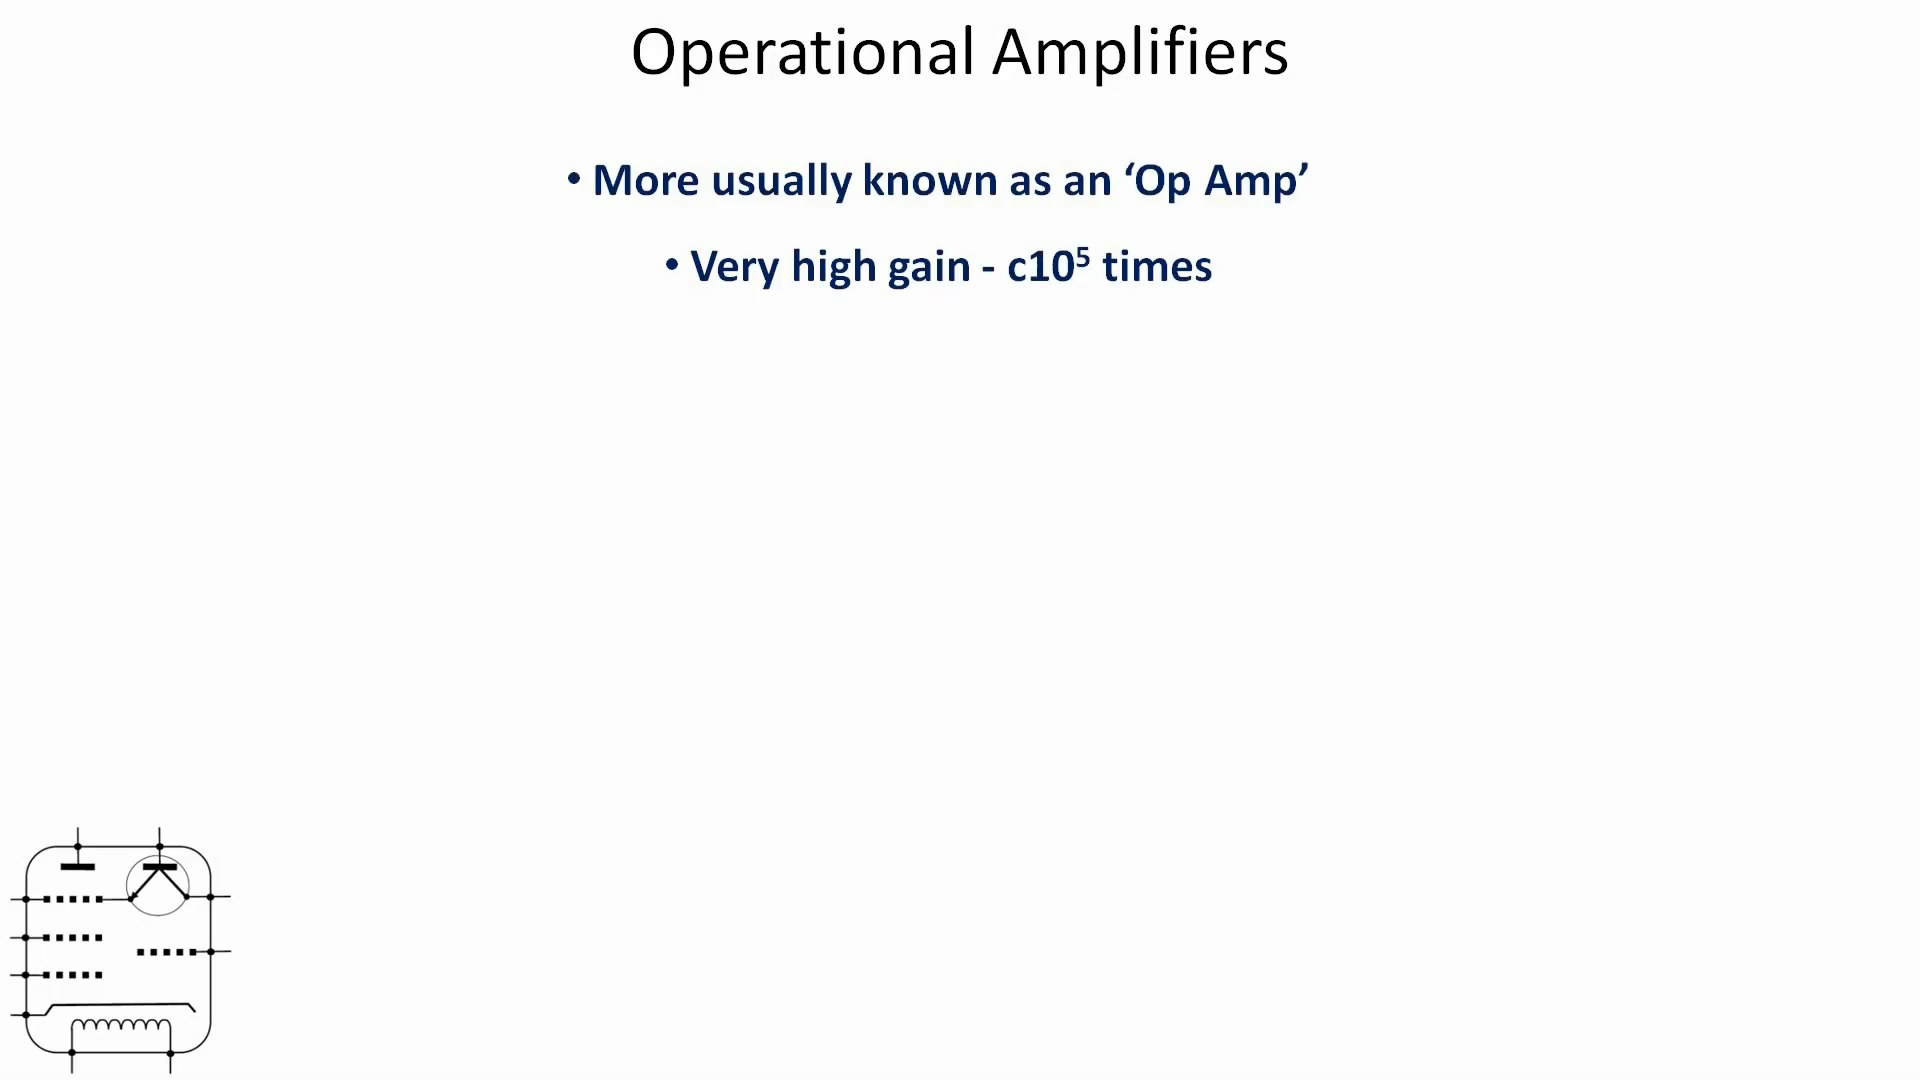 Operational Amplifiers
• More usually known as an ‘Op Amp’
• Very high gain - c10⁵ times